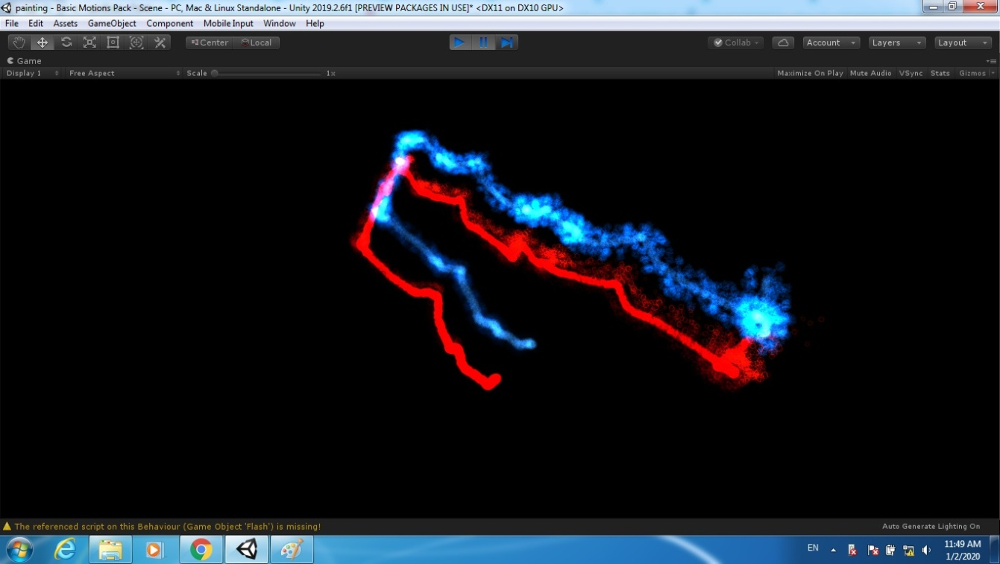 painting - Basic Motions Pack - Scene - PC, Mac & Linux Standalone - Unity 2019.2.6f1 [PREVIEW PACKAGES IN USE]* <DX11 on DX10 GPU>
File Edit Assets GameObject Component Mobile Input Window Help
Center Local Collab Account Layers Layout
Game
Display 1 Free Aspect Scale 1x Maximize On Play Mute Audio VSync Stats Gizmos
The referenced script on this Behaviour (Game Object 'Flash') is missing! Auto Generate Lighting On
EN 11:49 AM
1/2/2020